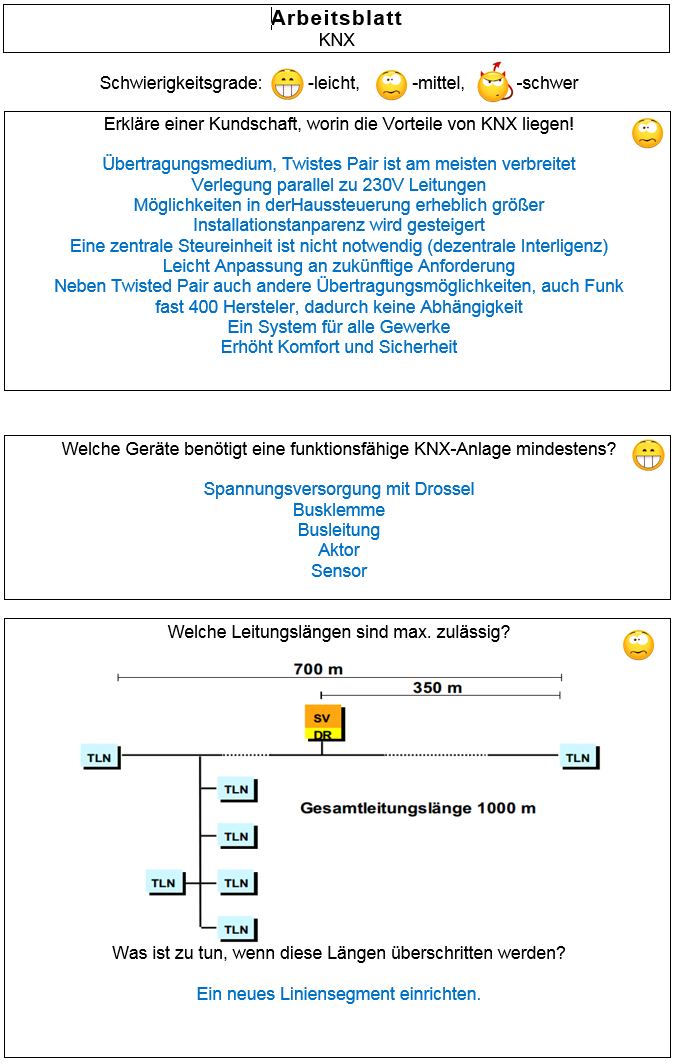 Arbeitsblatt
KNX
Schwierigkeitsgrade: -leicht, -mittel, -schwer
Erkläre einer Kundschaft, worin die Vorteile von KNX liegen!
Übertragungsmedium, Twistes Pair ist am meisten verbreitet
Verlegung parallel zu 230V Leitungen
Möglichkeiten in derHaussteuerung erheblich größer
Installationstanparenz wird gesteigert
Eine zentrale Steureinheit ist nicht notwendig (dezentrale Interligenz)
Leicht Anpassung an zukünftige Anforderung
Neben Twisted Pair auch andere Übertragungsmöglichkeiten, auch Funk
fast 400 Hersteler, dadurch keine Abhängigkeit
Ein System für alle Gewerke
Erhöht Komfort und Sicherheit
Welche Geräte benötigt eine funktionsfähige KNX-Anlage mindestens?
Spannungsversorgung mit Drossel
Busklemme
Busleitung
Aktor
Sensor
Welche Leitungslängen sind max. zulässig?
700 m
350 m
SV
DR
TLN
TLN
TLN
Gesamtleitungslänge 1000 m
TLN
TLN
TLN
TLN
Was ist zu tun, wenn diese Längen überschritten werden?
Ein neues Liniensegment einrichten.